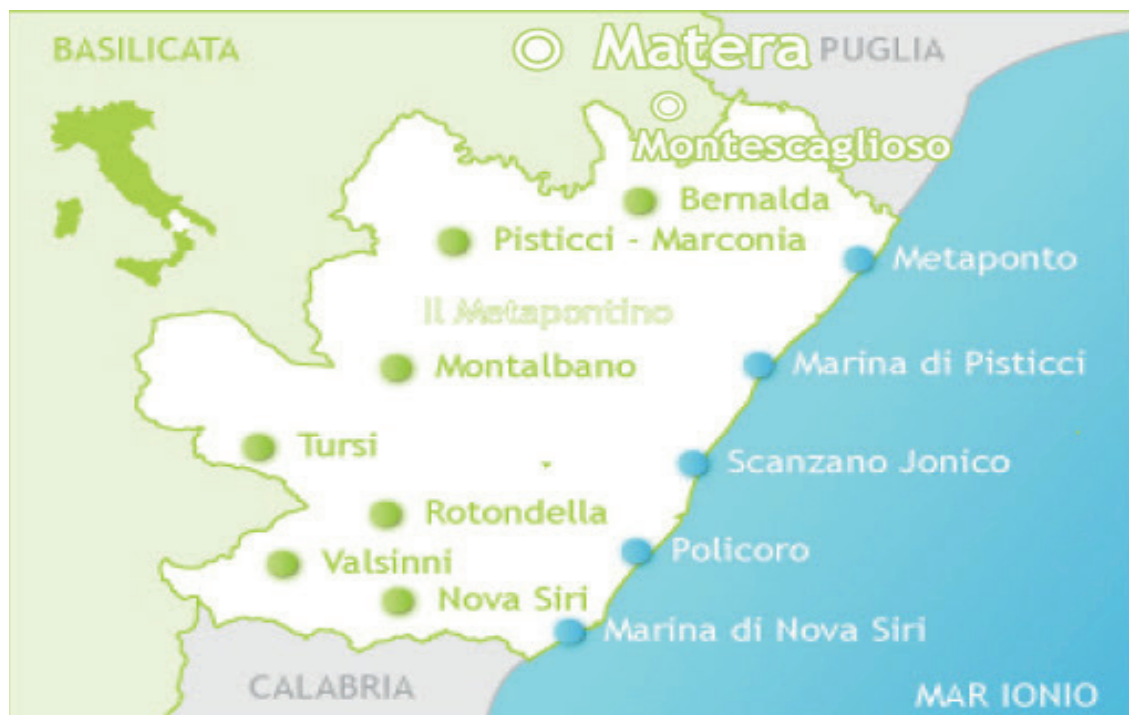 BASILICATA
Matera
PUGLIA
Montescaglioso
Bernalda
Pisticci - Marconia
Metaponto
Il Metapontino
Montalbano
Marina di Pisticci
Tursi
Scanzano Jonico
Rotondella
Policoro
Valsinni
Nova Siri
Marina di Nova Siri
CALABRIA
MAR IONIO